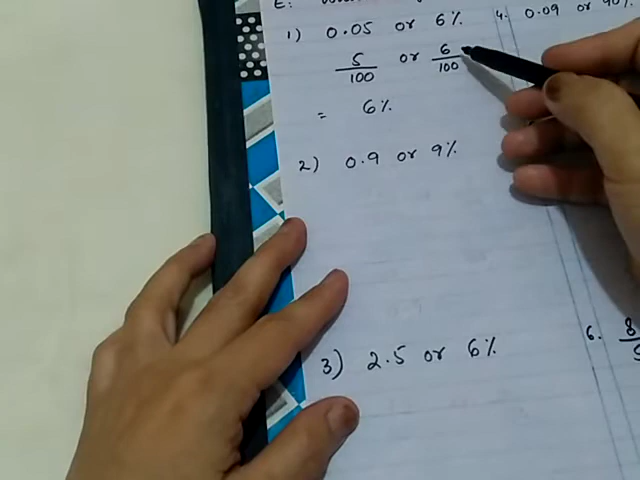 E:
1) 0.05 or 6%
5/100 or 6/100
= 6%
2) 0.9 or 9%
3) 2.5 or 6%
4. 0.09 or 90%
6. 8/